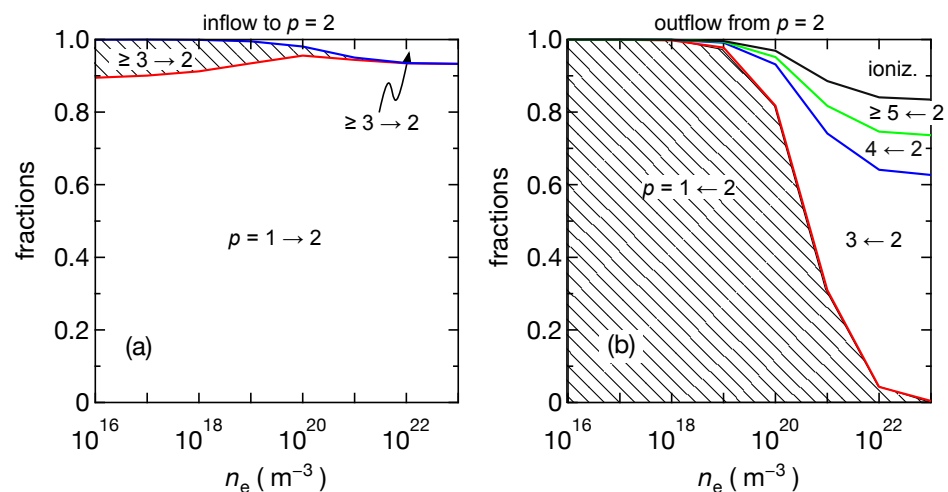 inflow to p = 2
fractions
1.0
0.8
0.6
0.4
0.2
0
≥ 3 → 2
≥ 3 → 2
p = 1 → 2
(a)
10^16
10^18
10^20
10^22
n_e ( m^−3 )
outflow from p = 2
fractions
1.0
0.8
0.6
0.4
0.2
0
ioniz.
≥ 5 ← 2
4 ← 2
p = 1 ← 2
3 ← 2
(b)
10^16
10^18
10^20
10^22
n_e ( m^−3 )